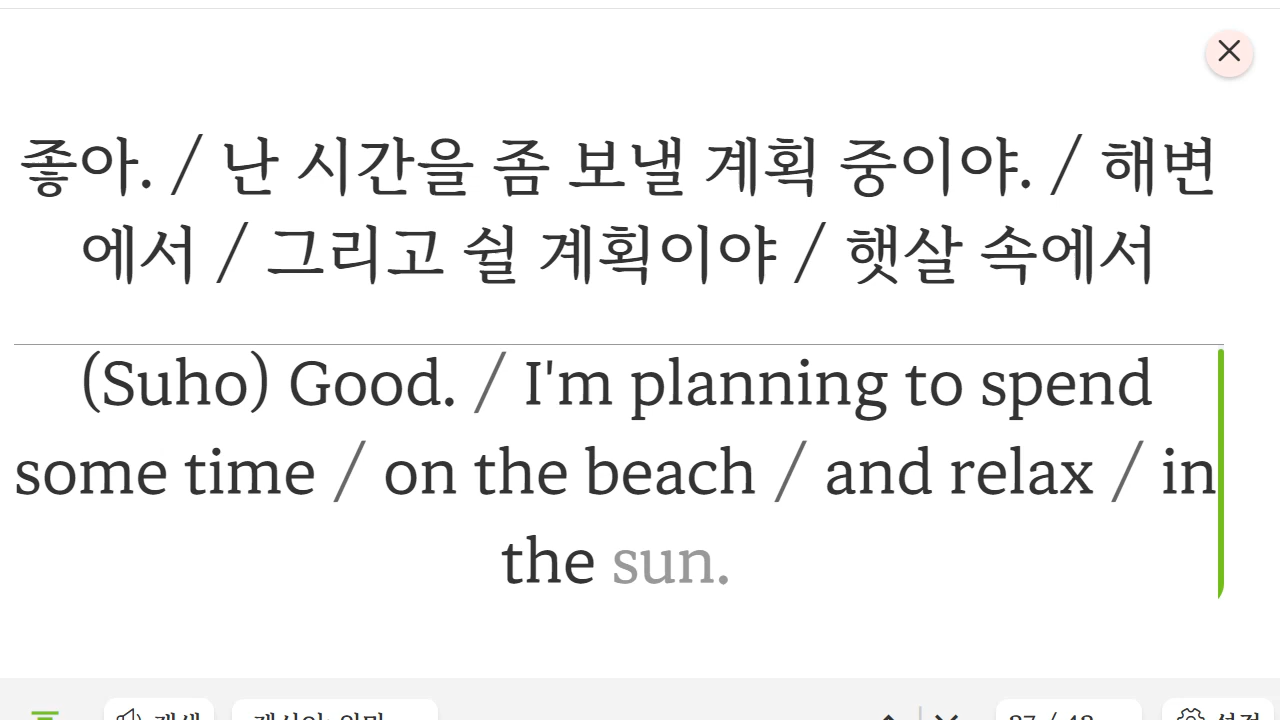 좋아. / 난 시간을 좀 보낼 계획 중이야. / 해변
에서 / 그리고 쉴 계획이야 / 햇살 속에서
(Suho) Good. / I'm planning to spend
some time / on the beach / and relax / in
the sun.